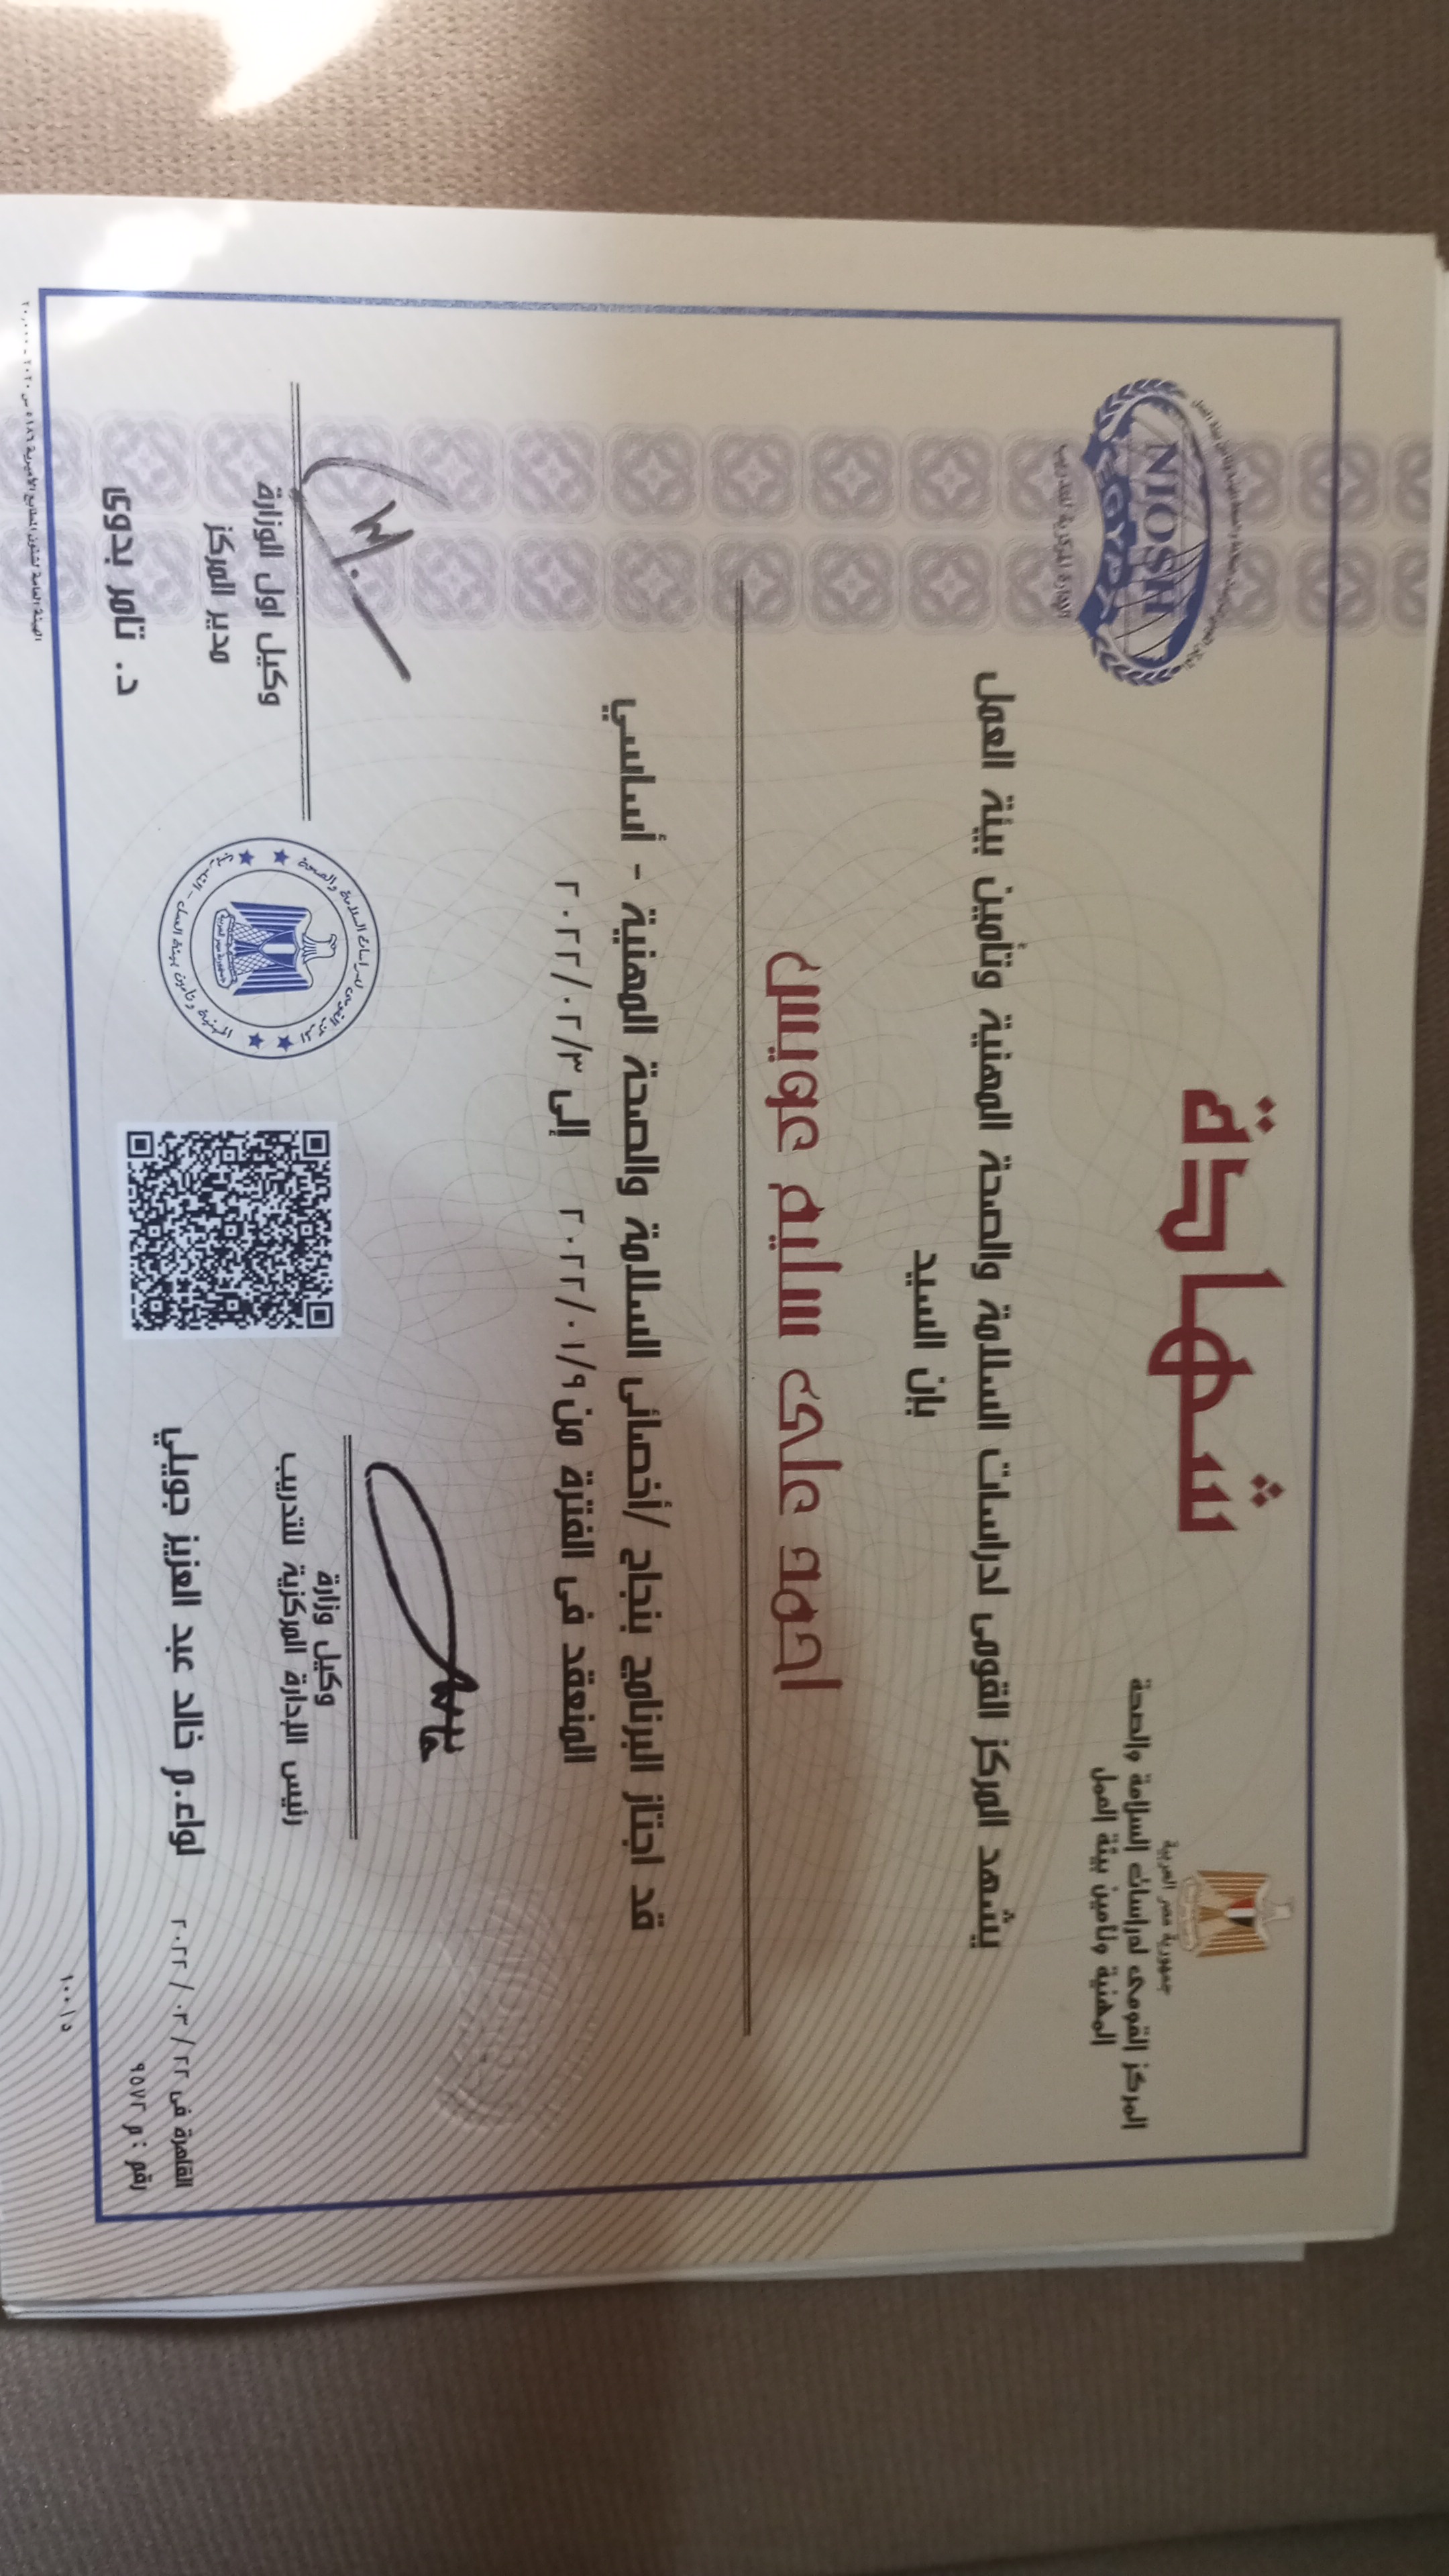 شهادة
جمهورية مصر العربية
المركز القومى لدراسات السلامة والصحة
المهنية وتأمين بيئة العمل
NIOSH
EGYPT
الإدارة المركزية للتدريب
يشهد المركز القومى لدراسات السلامة والصحة المهنية وتأمين بيئة العمل
بإن السيد
احمد على سليم عويس
قد اجتاز البرنامج بنجاح /أخصائى السلامة والصحة المهنية - أساسي
المنعقد فى الفترة من ٢٠٢٢/٠١/٩ إلى ٢٠٢٢/٠٢/٣
وكيل وزارة
رئيس الإدارة المركزية للتدريب
لواء.م خالد عبد العزيز جويلي
المركز القومى لدراسات السلامة والصحة
المهنية وتأمين بيئة العمل - التدريب
جمهورية مصر العربية
وكيل اول الوزارة
مدير المركز
د. تامر بدوى
القاهرة فى ٢٢ / ٠٣ / ٢٠٢٢
رقم : م ٩٥٧٢
د/١٠٠
الهيئة العامة لشئون المطابع الأميرية ٥١٨٦ س ٢٠٢٠ - ٢٠٫٠٠٠